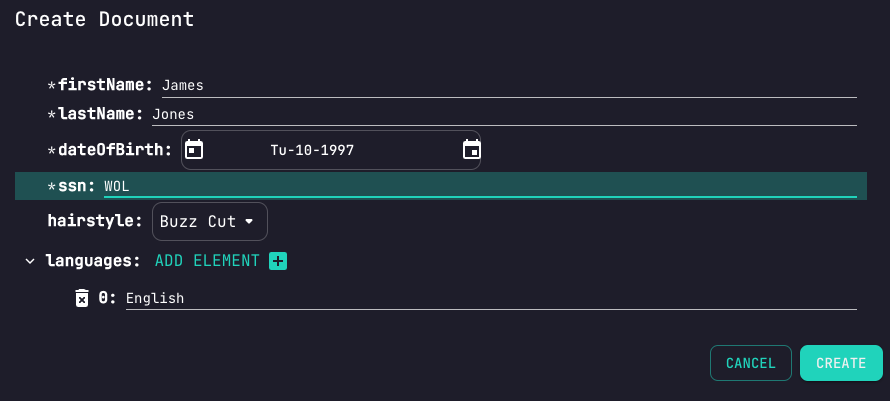 Create Document
*firstName: James
*lastName: Jones
*dateOfBirth: Tu-10-1997
*ssn: WOL
hairstyle: Buzz Cut
languages: ADD ELEMENT
0: English
CANCEL CREATE